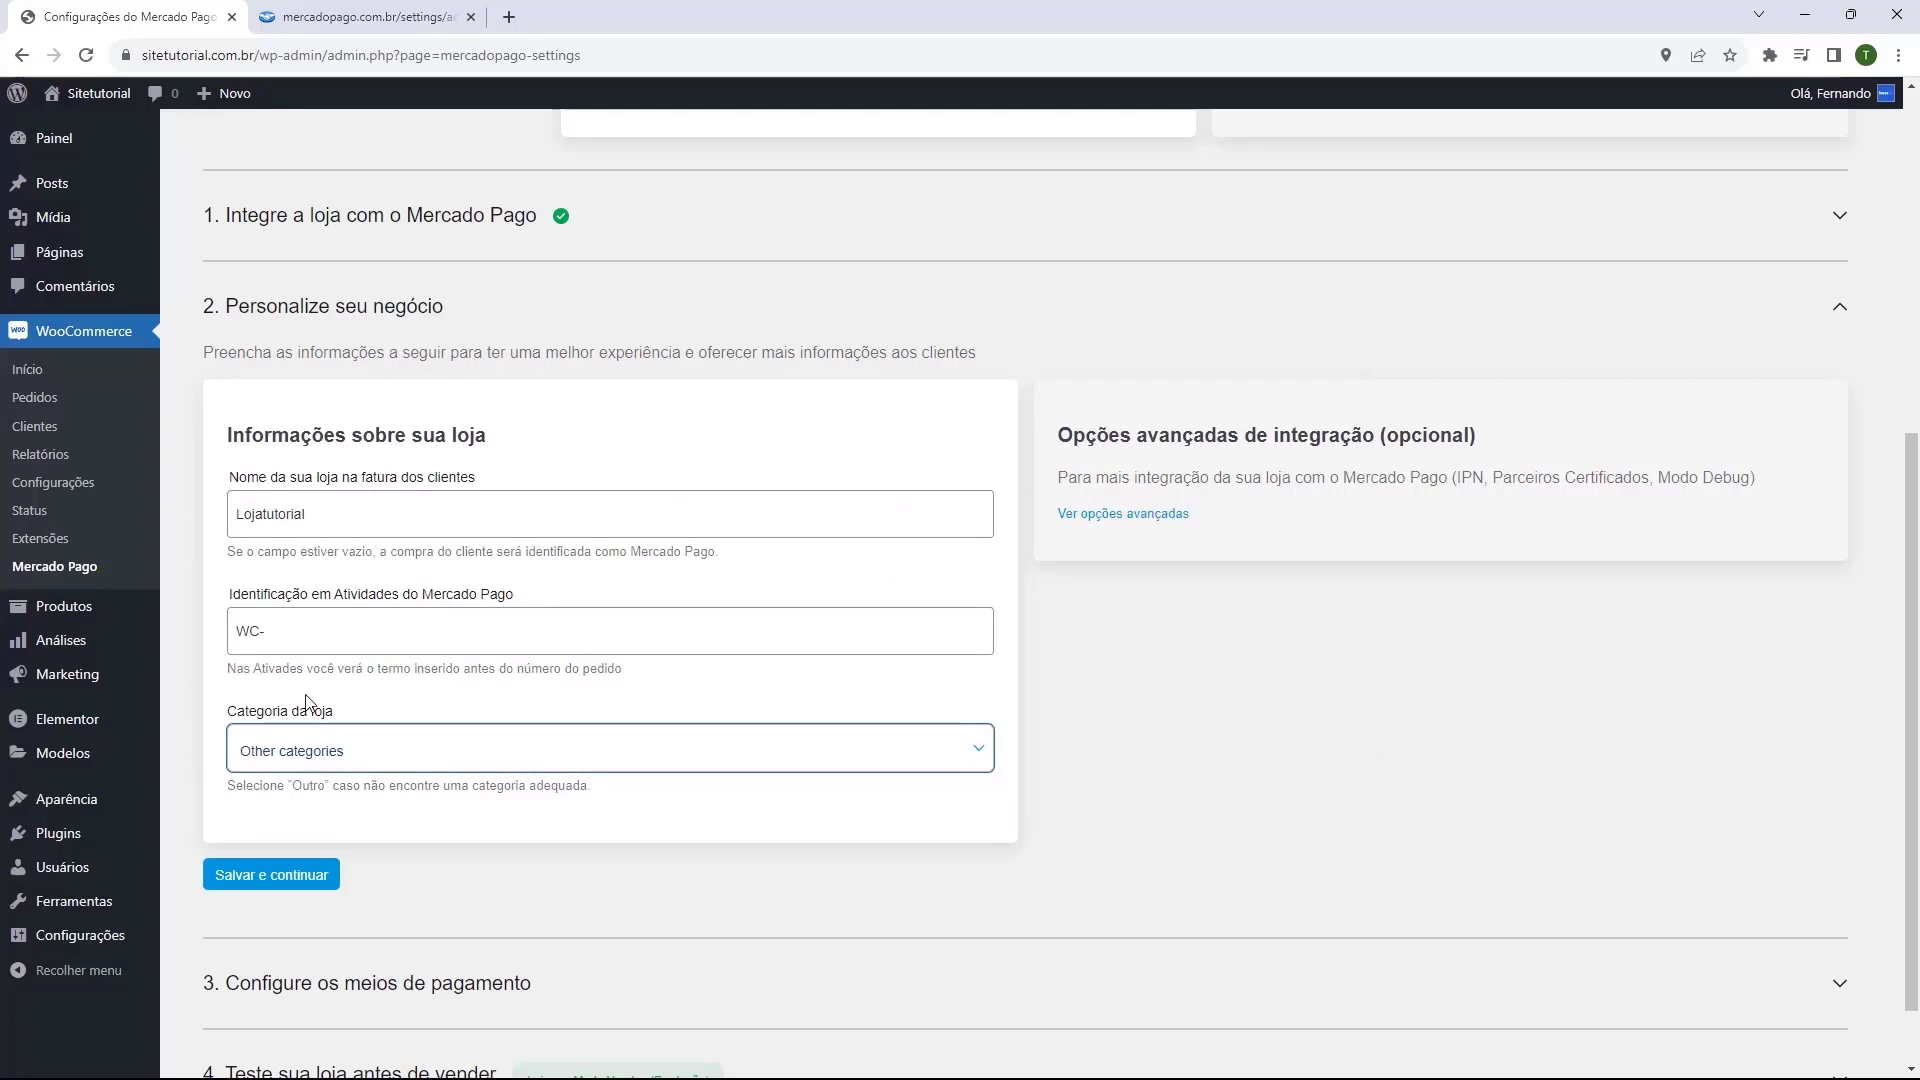 Configurações do Mercado Pago
mercadopago.com.br/settings/ac
sitetutorial.com.br/wp-admin/admin.php?page=mercadopago-settings
T
Sitetutorial
0
Novo
Olá, Fernando
Painel
Posts
Mídia
Páginas
Comentários
WooCommerce
Início
Pedidos
Clientes
Relatórios
Configurações
Status
Extensões
Mercado Pago
Produtos
Análises
Marketing
Elementor
Modelos
Aparência
Plugins
Usuários
Ferramentas
Configurações
Recolher menu
1. Integre a loja com o Mercado Pago
2. Personalize seu negócio
Preencha as informações a seguir para ter uma melhor experiência e oferecer mais informações aos clientes
Informações sobre sua loja
Nome da sua loja na fatura dos clientes
Lojatutorial
Se o campo estiver vazio, a compra do cliente será identificada como Mercado Pago.
Identificação em Atividades do Mercado Pago
WC-
Nas Ativades você verá o termo inserido antes do número do pedido
Categoria da loja
Other categories
Selecione "Outro" caso não encontre uma categoria adequada.
Salvar e continuar
Opções avançadas de integração (opcional)
Para mais integração da sua loja com o Mercado Pago (IPN, Parceiros Certificados, Modo Debug)
Ver opções avançadas
3. Configure os meios de pagamento
4. Teste sua loja antes de vender